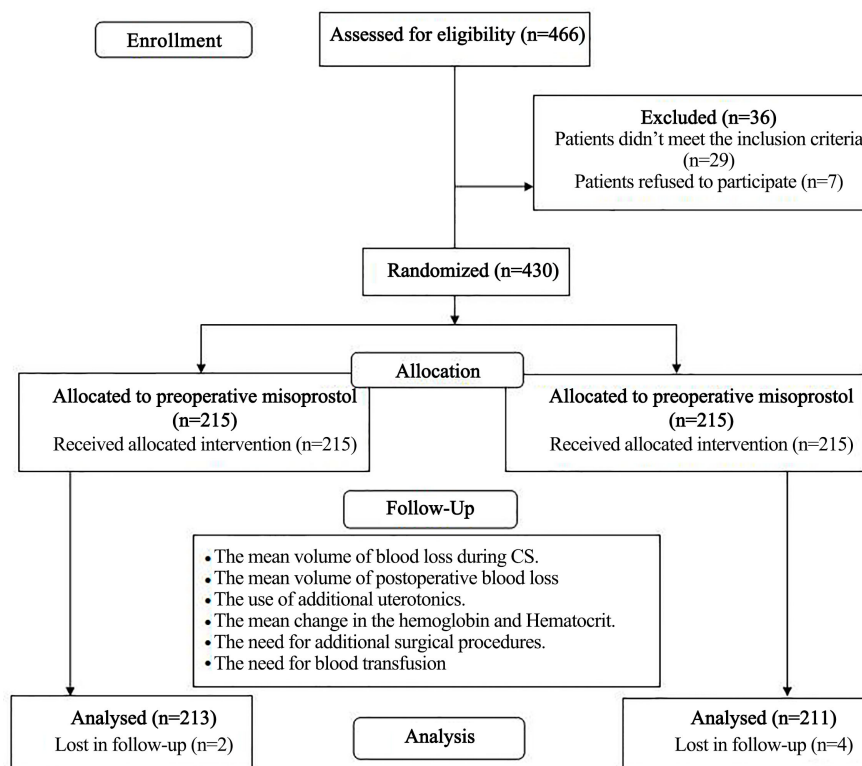 Enrollment
Assessed for eligibility (n=466)
Excluded (n=36)
Patients didn't meet the inclusion criteria
(n=29)
Patients refused to participate (n=7)
Randomized (n=430)
Allocation
Allocated to preoperative misoprostol
(n=215)
Received allocated intervention (n=215)
Allocated to preoperative misoprostol
(n=215)
Received allocated intervention (n=215)
Follow-Up
• The mean volume of blood loss during CS.
• The mean volume of postoperative blood loss
• The use of additional uterotonics.
• The mean change in the hemoglobin and Hematocrit.
• The need for additional surgical procedures.
• The need for blood transfusion
Analysed (n=213)
Lost in follow-up (n=2)
Analysis
Analysed (n=211)
Lost in follow-up (n=4)